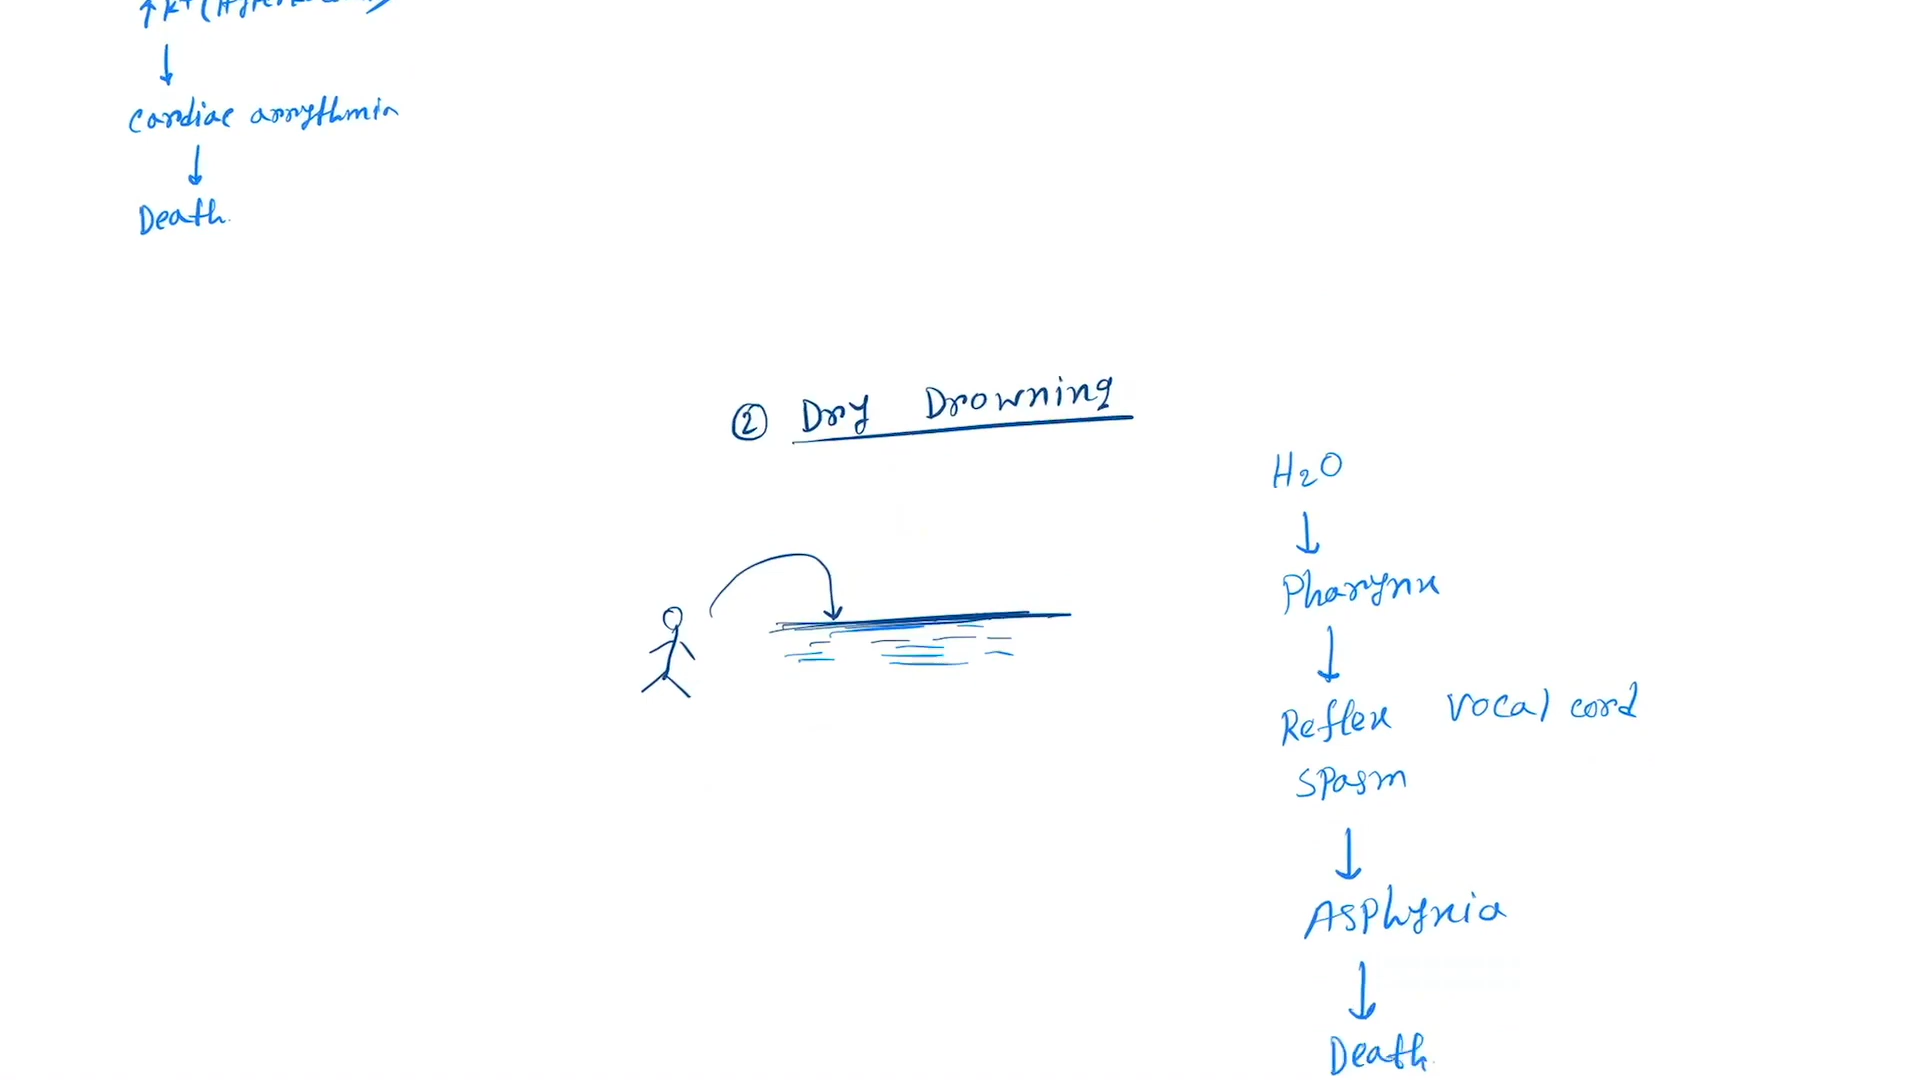 ↑K+ (
↓
Cardiac arrythmia
↓
Death.
② Dry Drowning
H2O
↓
Pharynx
↓
Reflex Vocal cord
spasm
↓
Asphyxia
↓
Death.